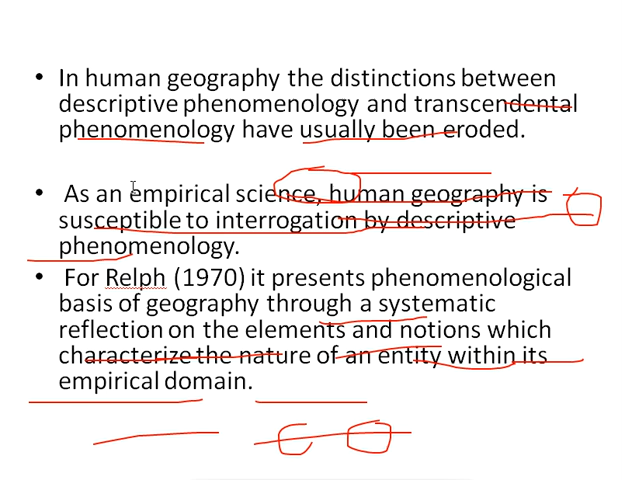 • In human geography the distinctions between
descriptive phenomenology and transcendental
phenomenology have usually been eroded.
• As an empirical science, human geography is
susceptible to interrogation by descriptive
phenomenology.
• For Relph (1970) it presents phenomenological
basis of geography through a systematic
reflection on the elements and notions which
characterize the nature of an entity within its
empirical domain.